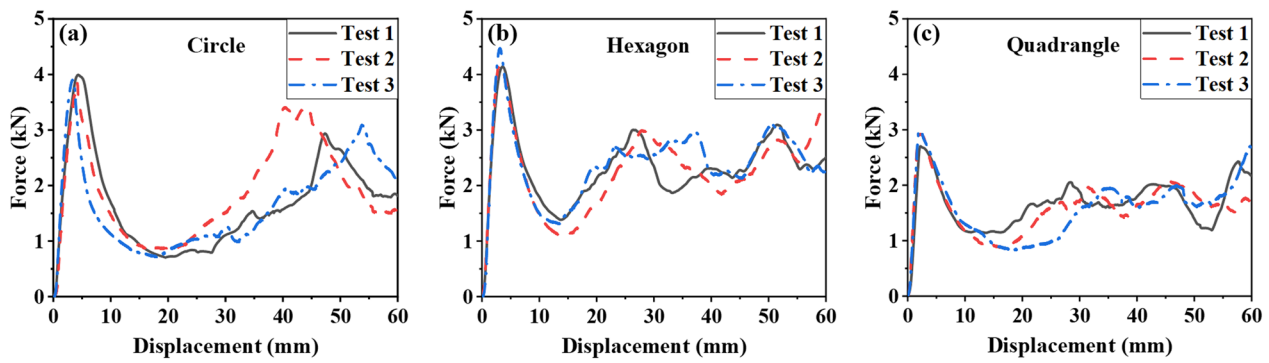 (a)
Circle
Test 1
Test 2
Test 3
5
4
3
2
1
0
Force (kN)
0 10 20 30 40 50 60
Displacement (mm)
(b)
Hexagon
Test 1
Test 2
Test 3
5
4
3
2
1
0
Force (kN)
0 10 20 30 40 50 60
Displacement (mm)
(c)
Quadrangle
Test 1
Test 2
Test 3
5
4
3
2
1
0
Force (kN)
0 10 20 30 40 50 60
Displacement (mm)